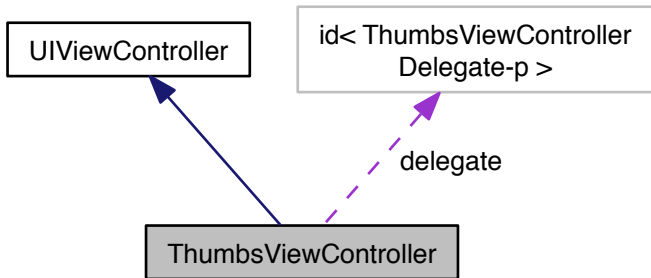 UIViewController
id< ThumbsViewController
Delegate-p >
delegate
ThumbsViewController